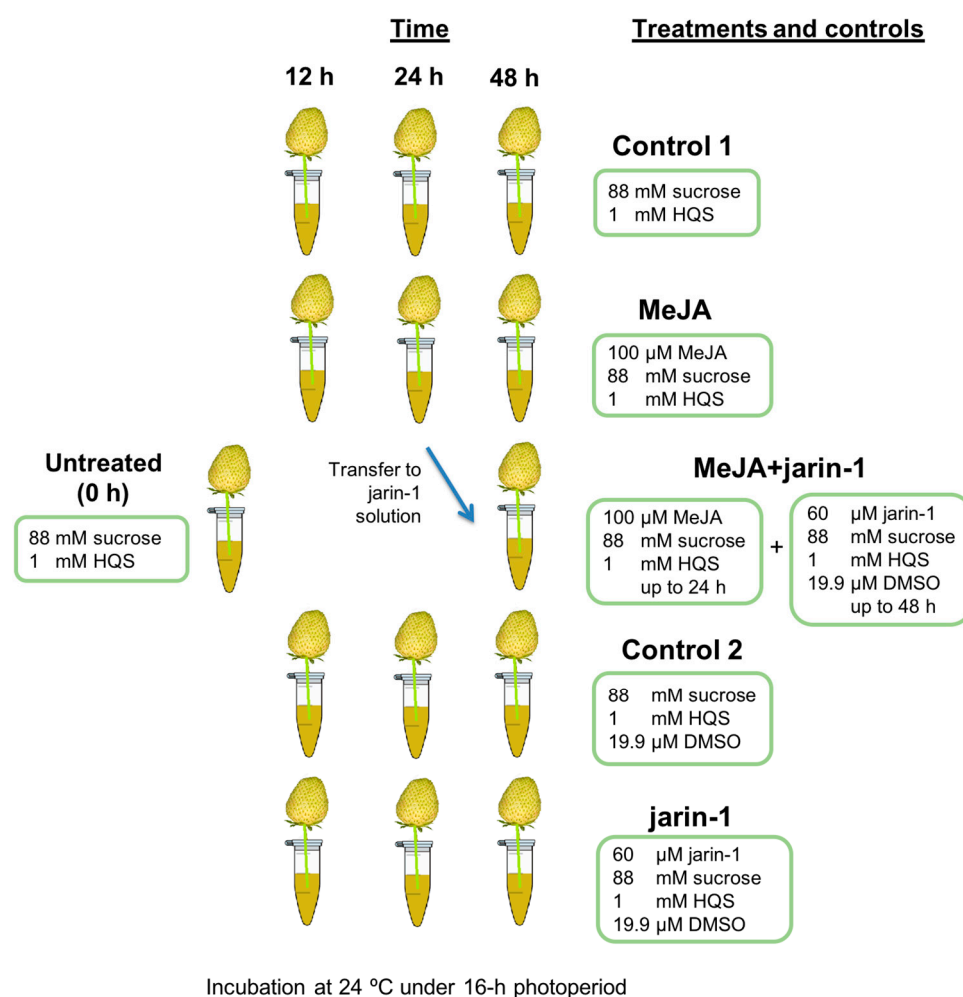 Time
Treatments and controls
12 h
24 h
48 h
Control 1
88 mM sucrose
1 mM HQS
MeJA
100 µM MeJA
88 mM sucrose
1 mM HQS
Untreated
(0 h)
88 mM sucrose
1 mM HQS
Transfer to
jarin-1
solution
MeJA+jarin-1
100 µM MeJA
88 mM sucrose
1 mM HQS
up to 24 h
+
60 µM jarin-1
88 mM sucrose
1 mM HQS
19.9 µM DMSO
up to 48 h
Control 2
88 mM sucrose
1 mM HQS
19.9 µM DMSO
jarin-1
60 µM jarin-1
88 mM sucrose
1 mM HQS
19.9 µM DMSO
Incubation at 24 ºC under 16-h photoperiod